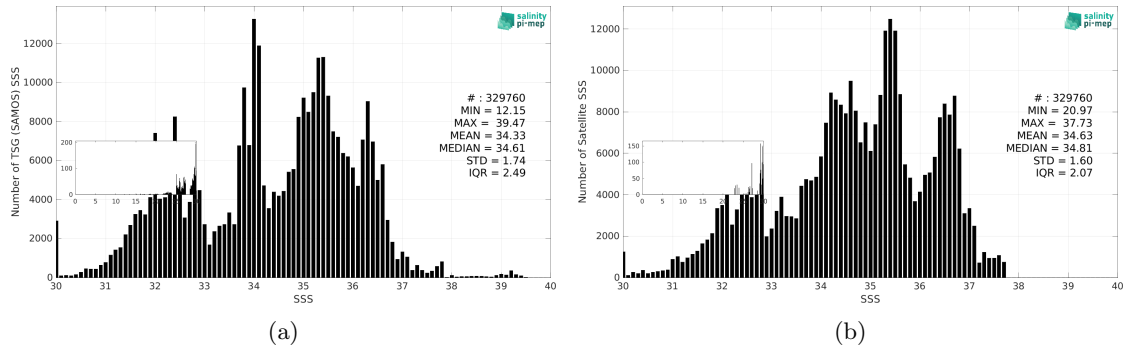 salinity
pi-mep
Number of TSG (SAMOS) SSS
12000
10000
8000
6000
4000
2000
0
# : 329760
MIN = 12.15
MAX = 39.47
MEAN = 34.33
MEDIAN = 34.61
STD = 1.74
IQR = 2.49
200
100
0
0 5 10 15 20 25 30
30 31 32 33 34 35 36 37 38 39 40
SSS
(a)
salinity
pi-mep
Number of Satellite SSS
12000
10000
8000
6000
4000
2000
0
# : 329760
MIN = 20.97
MAX = 37.73
MEAN = 34.63
MEDIAN = 34.81
STD = 1.60
IQR = 2.07
150
100
50
0
0 5 10 15 20 25 30
30 31 32 33 34 35 36 37 38 39 40
SSS
(b)